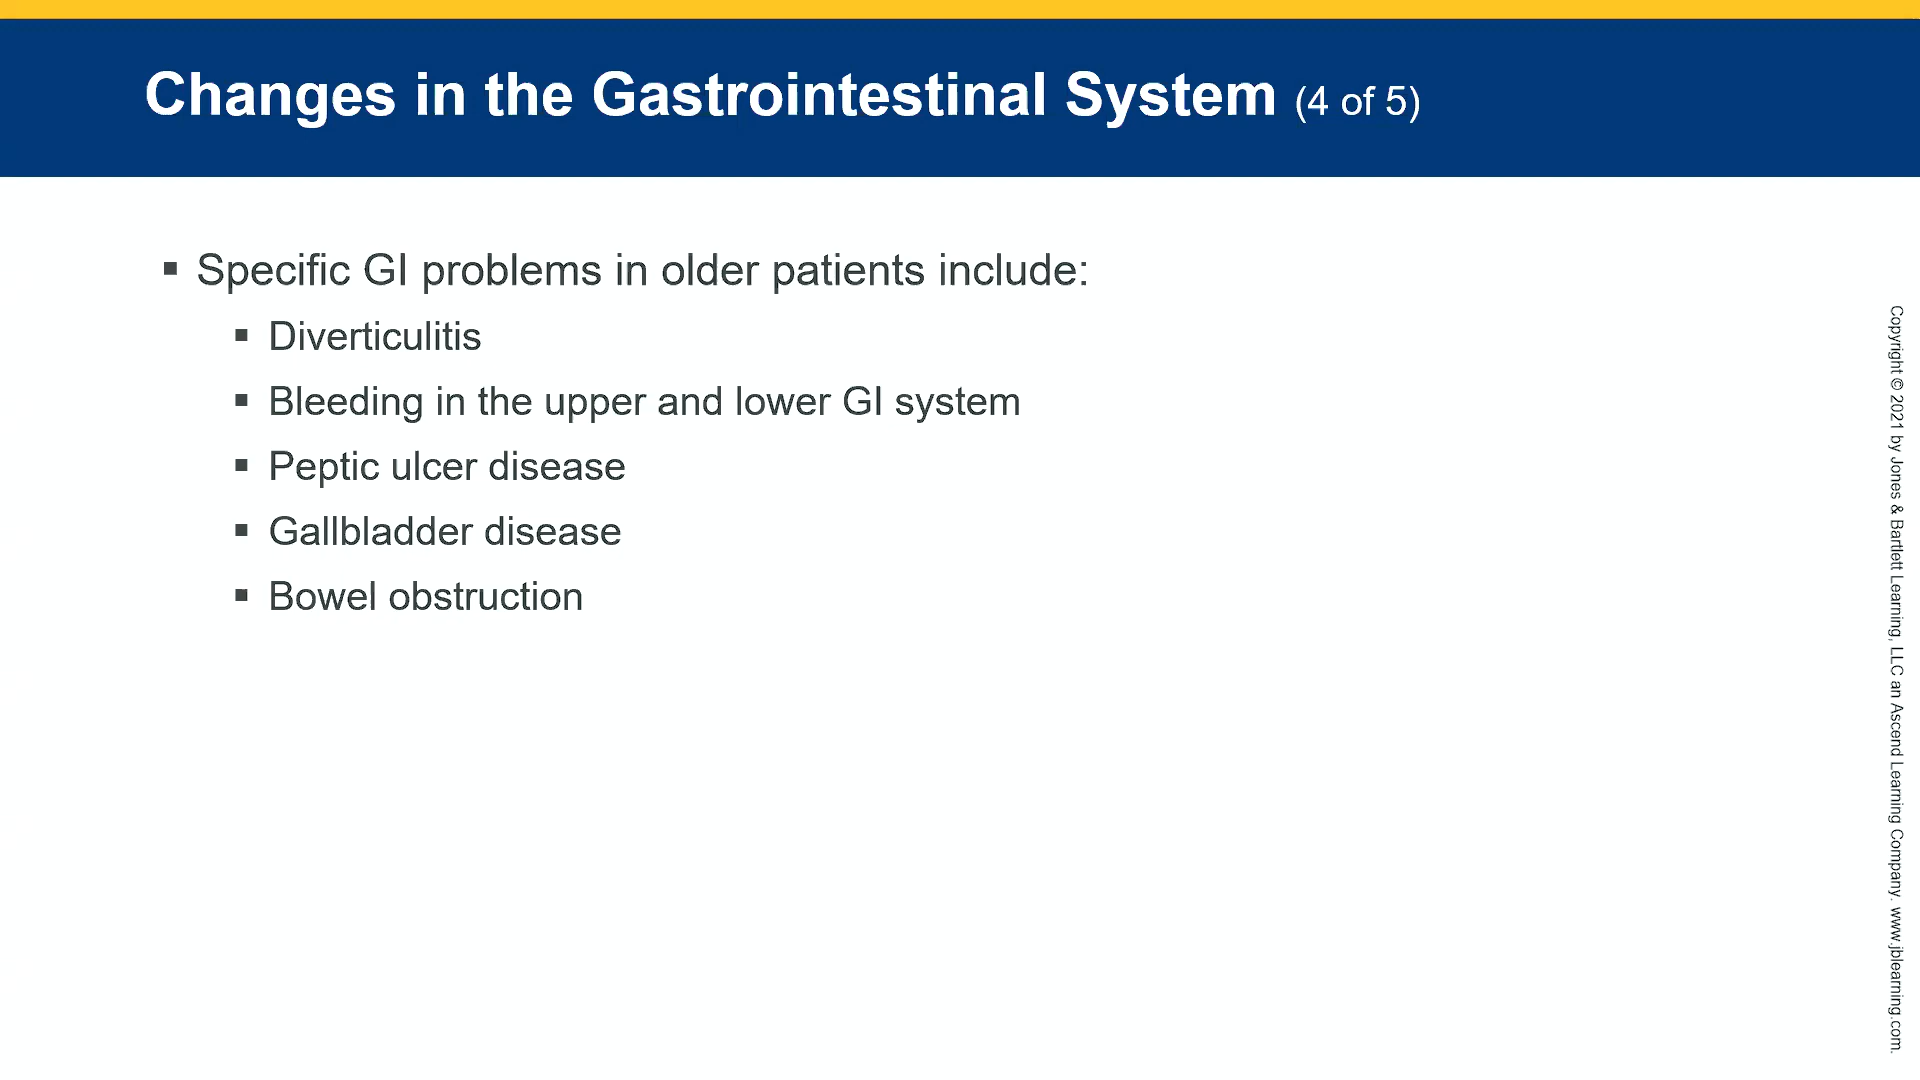 Changes in the Gastrointestinal System (4 of 5)
▪ Specific GI problems in older patients include:
▪ Diverticulitis
▪ Bleeding in the upper and lower GI system
▪ Peptic ulcer disease
▪ Gallbladder disease
▪ Bowel obstruction
Copyright © 2021 by Jones & Bartlett Learning, LLC an Ascend Learning Company. www.jblearning.com.